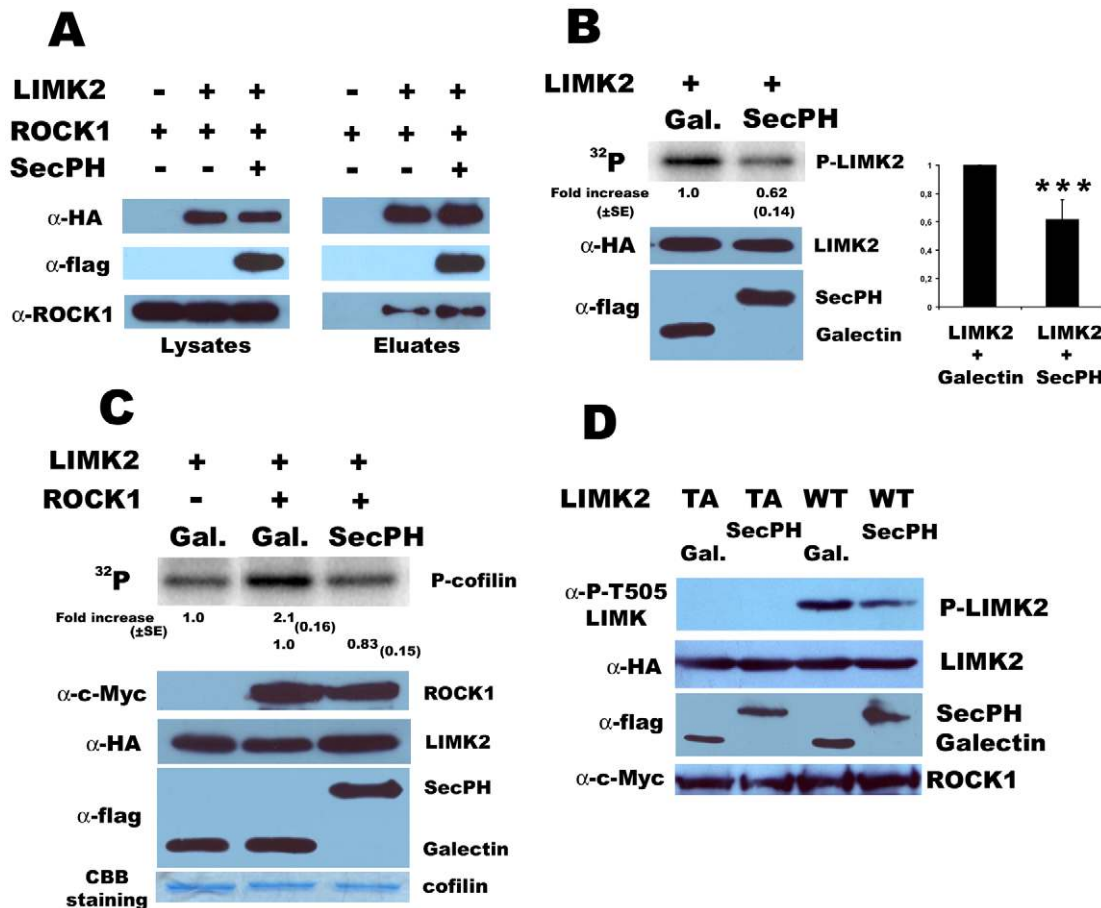 A
LIMK2 - + + - + +
ROCK1 + + + + + +
SecPH - - + - - +
α-HA
α-flag
α-ROCK1
Lysates Eluates
B
LIMK2 + +
Gal. SecPH
32P P-LIMK2
Fold increase 1.0 0.62
(±SE) (0.14)
α-HA LIMK2
α-flag SecPH
Galectin
1
0,8
0,6
0,4
0,2
0
***
LIMK2 LIMK2
+ +
Galectin SecPH
C
LIMK2 + + +
ROCK1 - + +
Gal. Gal. SecPH
32P P-cofilin
Fold increase 1.0 2.1
(±SE) (0.16)
1.0 0.83 (0.15)
α-c-Myc ROCK1
α-HA LIMK2
α-flag SecPH
Galectin
CBB
staining cofilin
D
LIMK2 TA TA WT WT
SecPH SecPH
Gal. Gal.
α-P-T505
LIMK P-LIMK2
α-HA LIMK2
α-flag SecPH
Galectin
α-c-Myc ROCK1